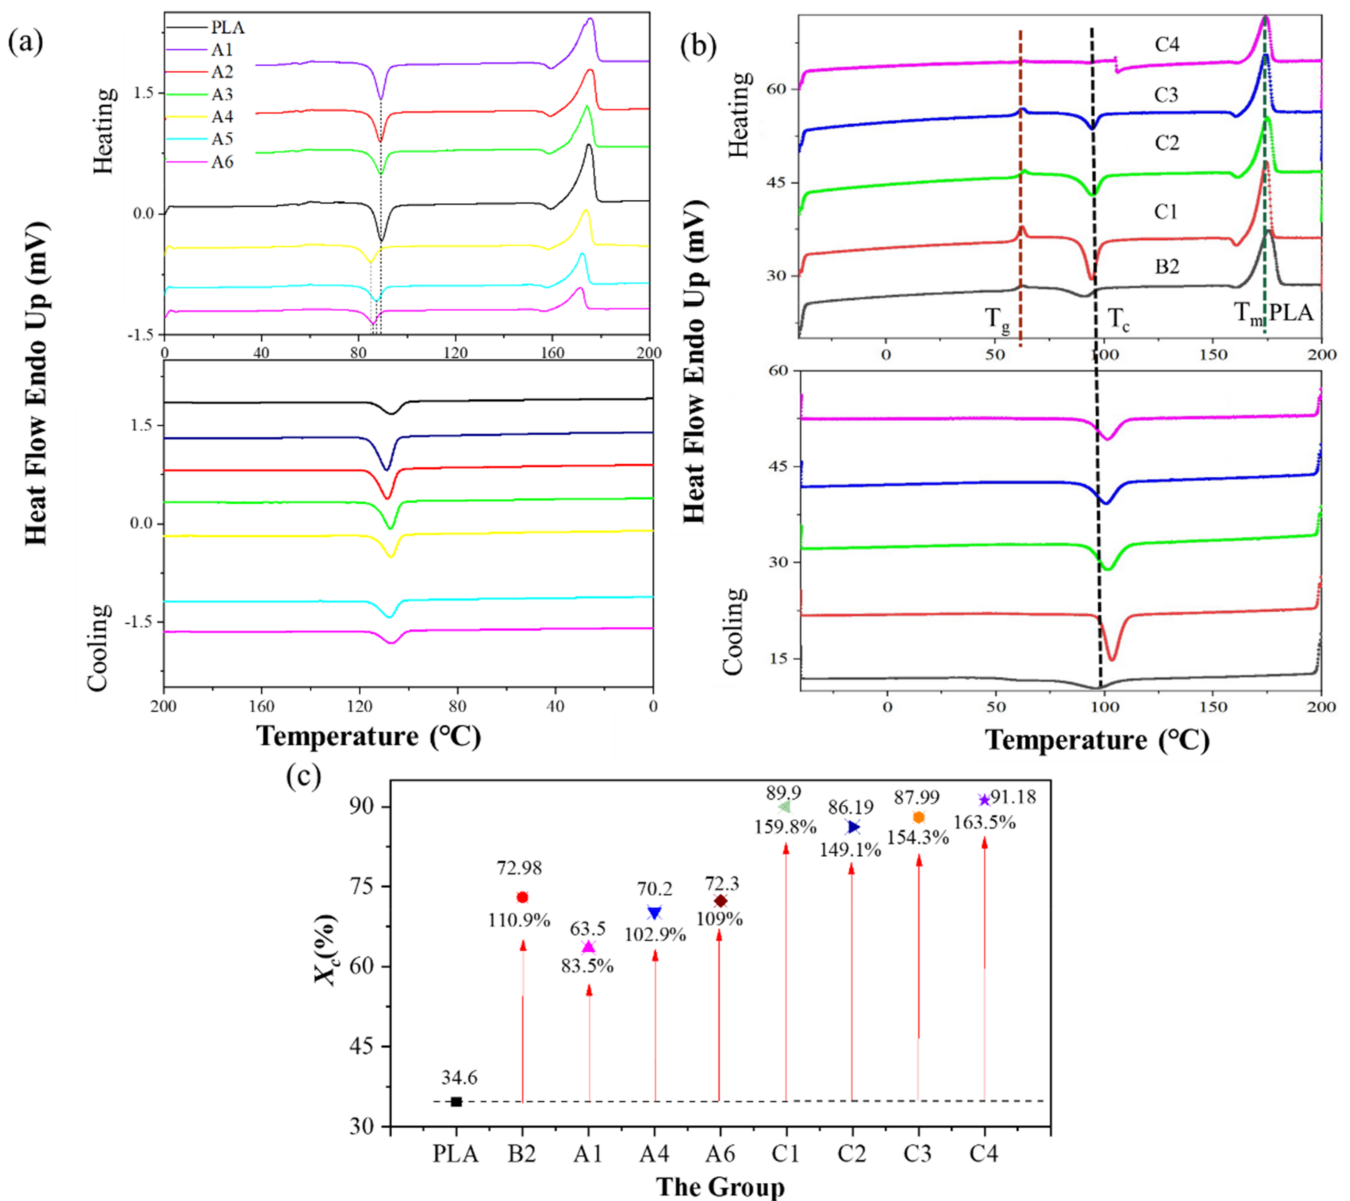 (a)
PLA
A1
A2
A3
A4
A5
A6
1.5
0.0
-1.5
0 40 80 120 160 200
1.5
0.0
-1.5
200 160 120 80 40 0
Heating
Cooling
Heat Flow Endo Up (mV)
Temperature (°C)
(b)
C4
C3
C2
C1
B2
60
45
30
Tg Tc Tm PLA
0 50 100 150 200
60
45
30
15
0 50 100 150 200
Heating
Cooling
Heat Flow Endo Up (mV)
Temperature (°C)
(c)
90
75
60
45
30
Xc(%)
34.6
72.98
110.9%
63.5
83.5%
70.2
102.9%
72.3
109%
89.9
159.8%
86.19
149.1%
87.99
154.3%
91.18
163.5%
PLA B2 A1 A4 A6 C1 C2 C3 C4
The Group